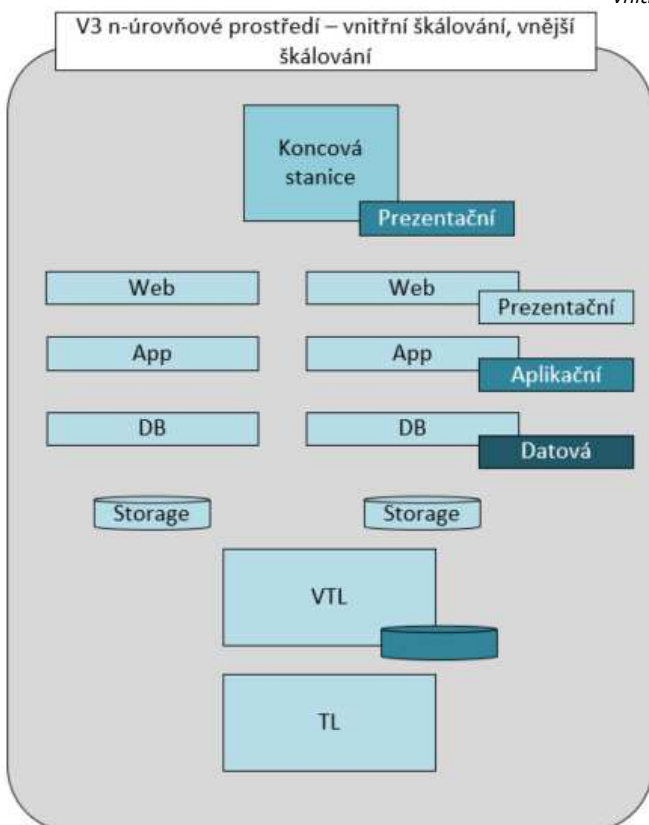 V3 n-úrovňové prostředí – vnitřní škálování, vnější
škálování
Koncová
stanice
Prezentační
Web
Web
Prezentační
App
App
Aplikační
DB
DB
Datová
Storage
Storage
VTL
TL